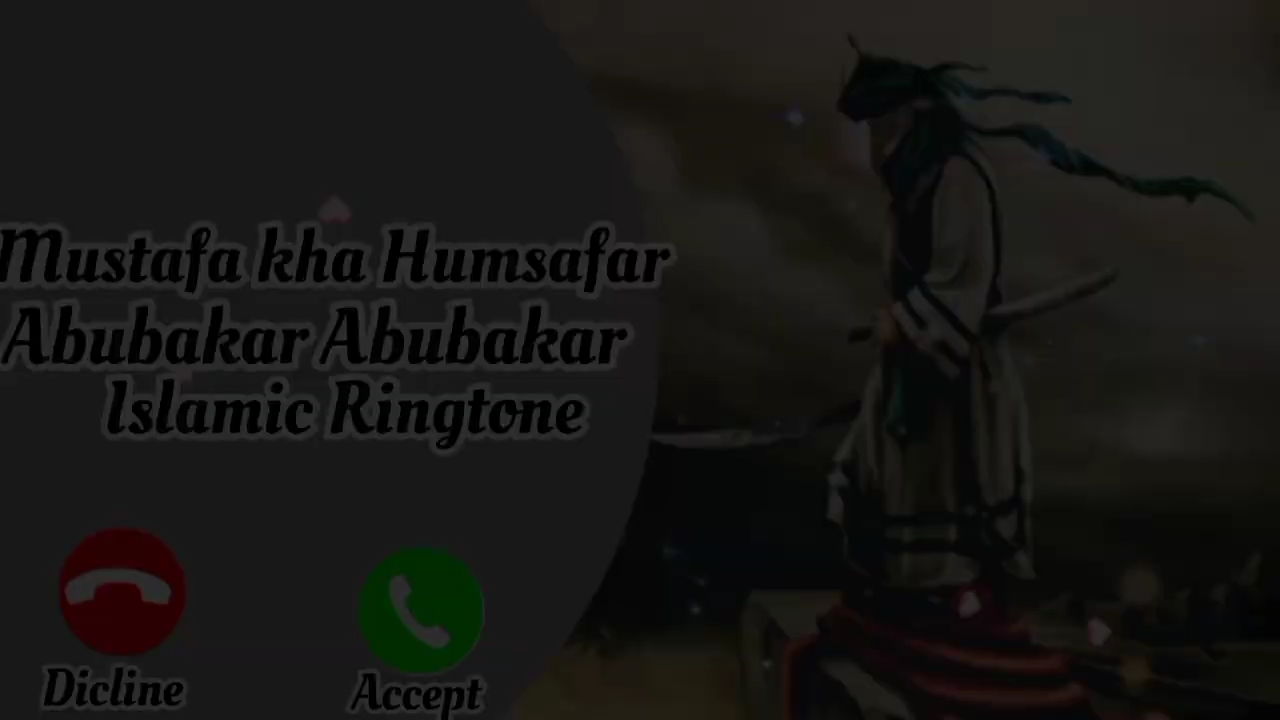 Mustafa kha Humsafar
Abubakar Abubakar
Islamic Ringtone
Dicline
Accept